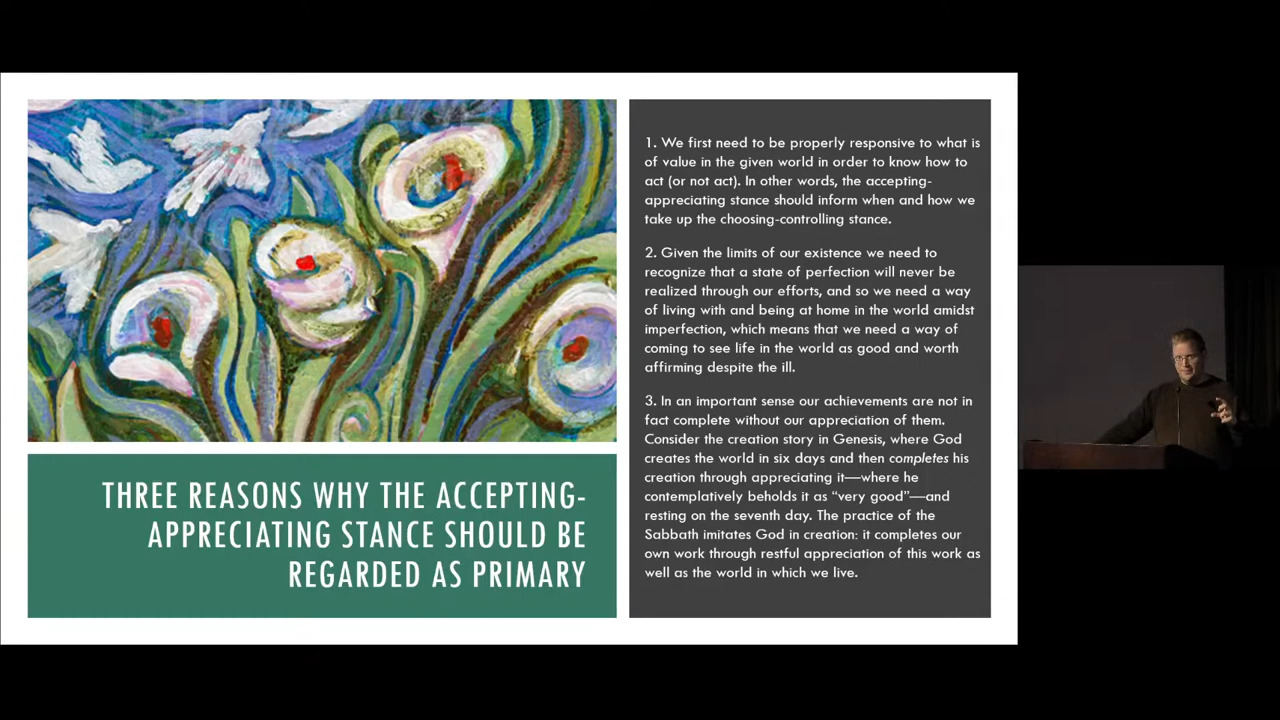 THREE REASONS WHY THE ACCEPTING-
APPRECIATING STANCE SHOULD BE
REGARDED AS PRIMARY
1. We first need to be properly responsive to what is
of value in the given world in order to know how to
act (or not act). In other words, the accepting-
appreciating stance should inform when and how we
take up the choosing-controlling stance.
2. Given the limits of our existence we need to
recognize that a state of perfection will never be
realized through our efforts, and so we need a way
of living with and being at home in the world amidst
imperfection, which means that we need a way of
coming to see life in the world as good and worth
affirming despite the ill.
3. In an important sense our achievements are not in
fact complete without our appreciation of them.
Consider the creation story in Genesis, where God
creates the world in six days and then completes his
creation through appreciating it—where he
contemplatively beholds it as “very good”—and
resting on the seventh day. The practice of the
Sabbath imitates God in creation: it completes our
own work through restful appreciation of this work as
well as the world in which we live.